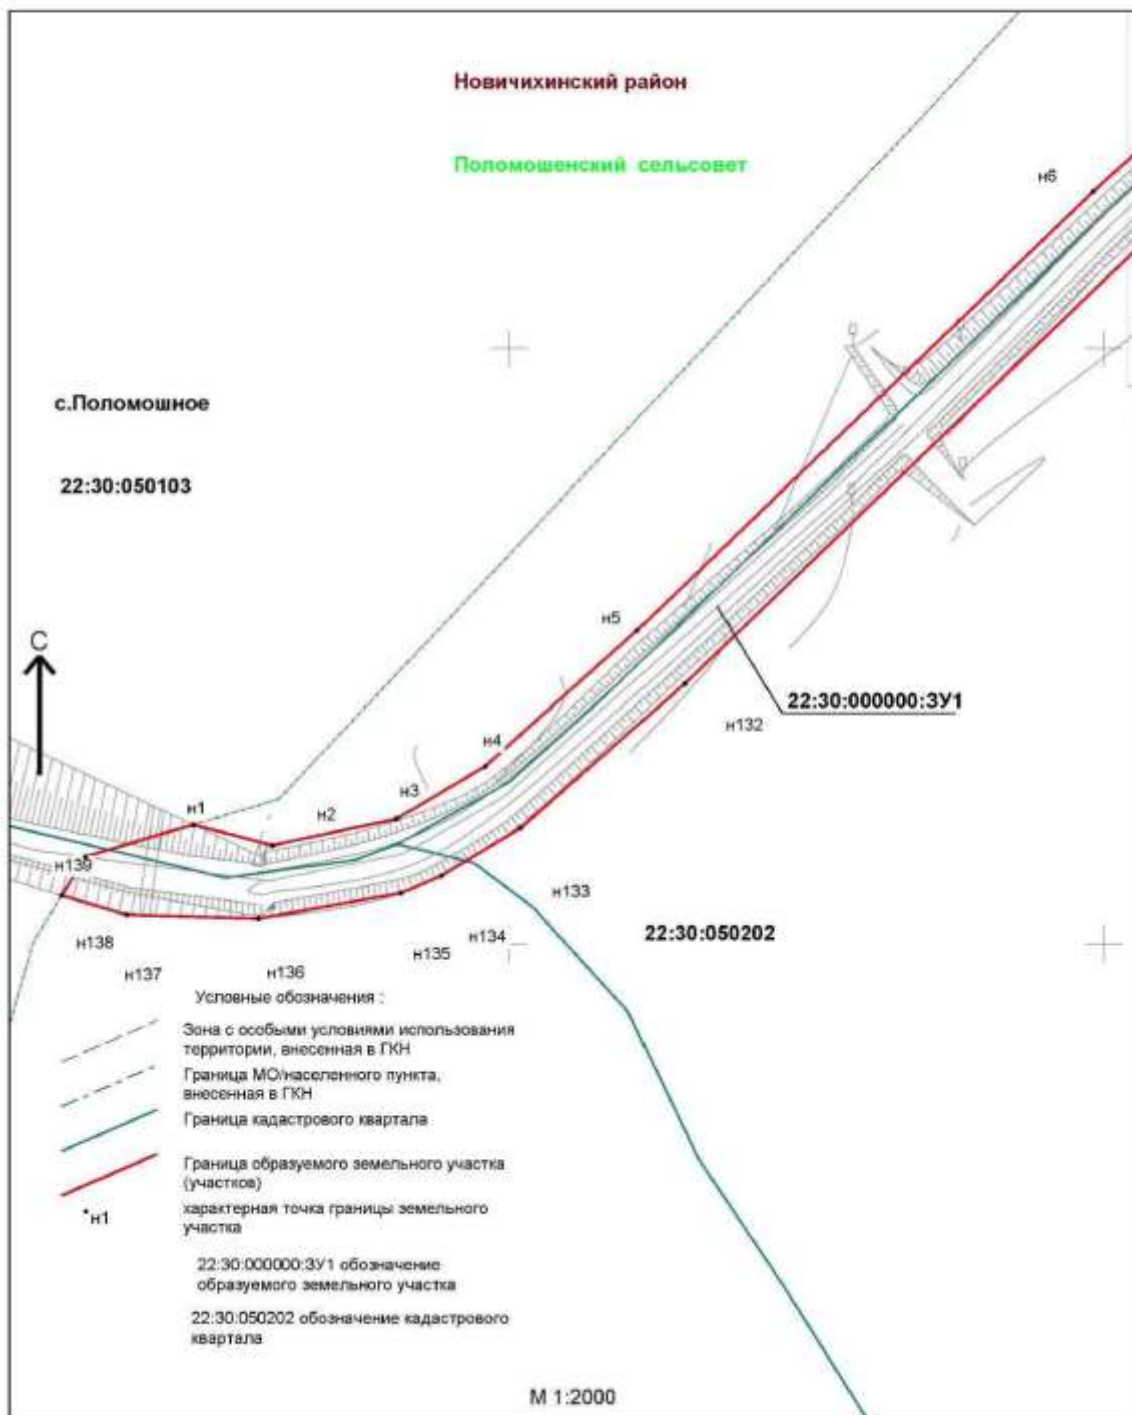 Новичихинский район
Поломошенский сельсовет
н6
с.Поломошное
22:30:050103
н5
С
22:30:000000:ЗУ1
н132
н4
н3
н1
н2
н139
н133
22:30:050202
н134
н138
н135
н137
н136
Условные обозначения :
Зона с особыми условиями использования
территории, внесенная в ГКН
Граница МО/населенного пункта,
внесенная в ГКН
Граница кадастрового квартала
Граница образуемого земельного участка
(участков)
н1
характерная точка границы земельного
участка
22:30:000000:ЗУ1 обозначение
образуемого земельного участка
22:30:050202 обозначение кадастрового
квартала
М 1:2000